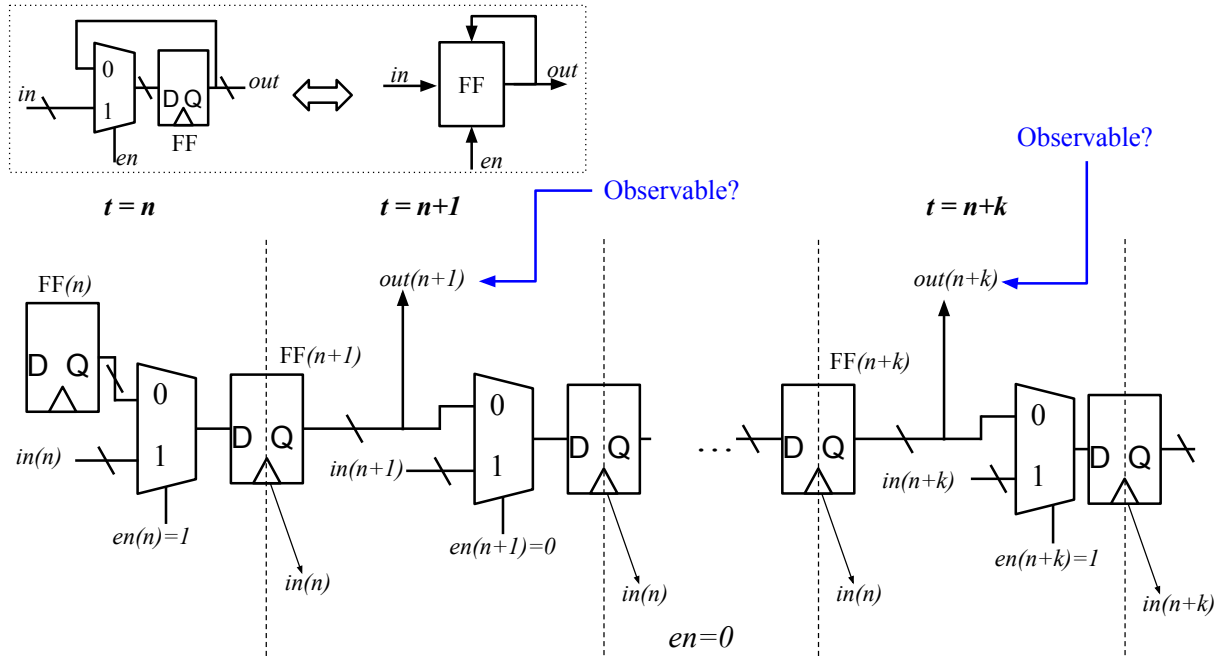 0
1
in
D Q
FF
out
en
in
FF
out
en
Observable?
Observable?
t = n
t = n+1
t = n+k
FF(n)
D Q
0
1
in(n)
en(n)=1
FF(n+1)
D Q
in(n)
out(n+1)
in(n+1)
0
1
en(n+1)=0
D Q
in(n)
...
en=0
FF(n+k)
D Q
in(n)
out(n+k)
in(n+k)
0
1
en(n+k)=1
D Q
in(n+k)